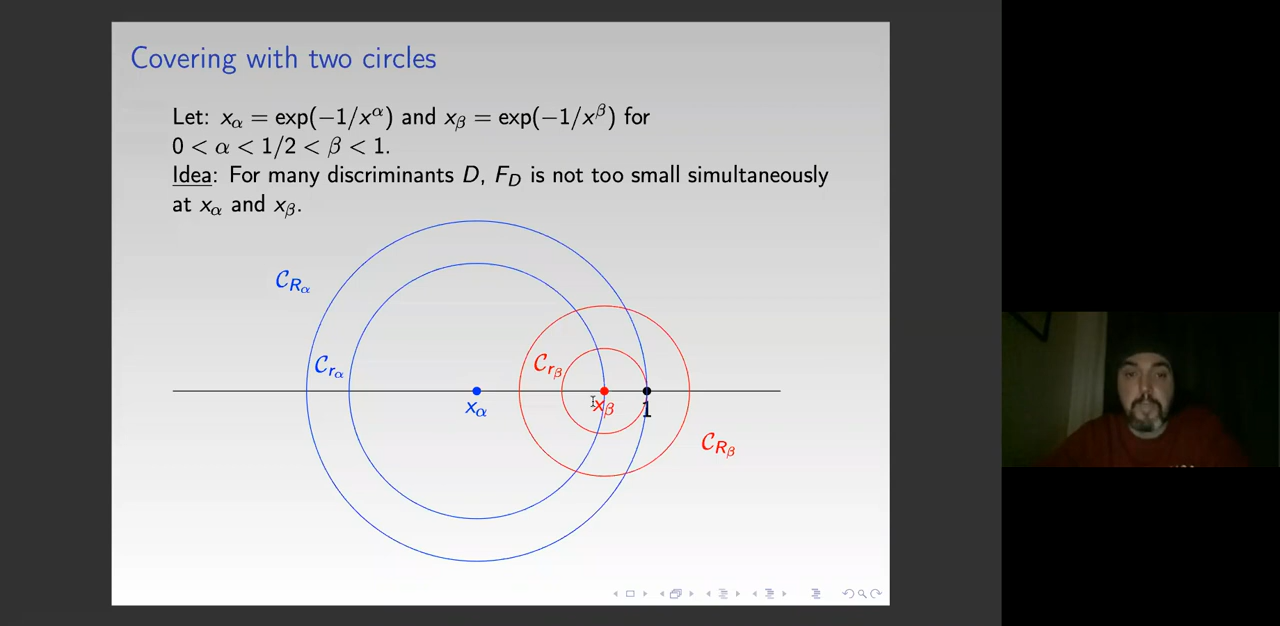 Covering with two circles
Let: x_α = exp(−1/x^α) and x_β = exp(−1/x^β) for
0 < α < 1/2 < β < 1.
Idea: For many discriminants D, F_D is not too small simultaneously
at x_α and x_β.
C_{R_α}
C_{r_α}
C_{r_β}
x_α
x_β
1
C_{R_β}